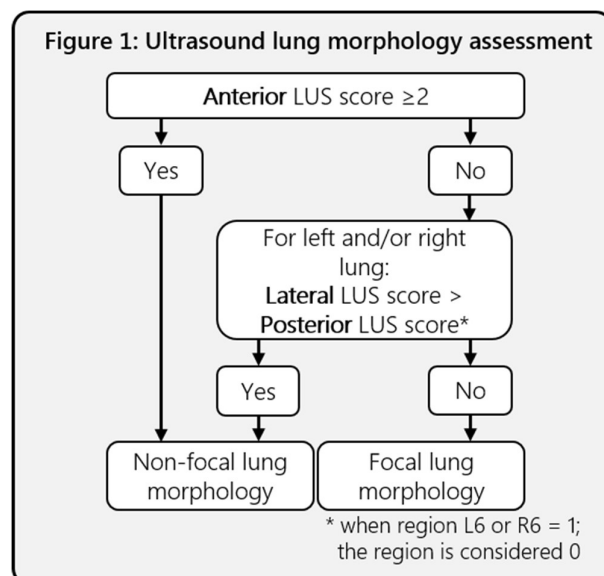 Figure 1: Ultrasound lung morphology assessment
Anterior LUS score ≥2
Yes
No
For left and/or right
lung:
Lateral LUS score >
Posterior LUS score*
Yes
No
Non-focal lung
morphology
Focal lung
morphology
* when region L6 or R6 = 1;
the region is considered 0